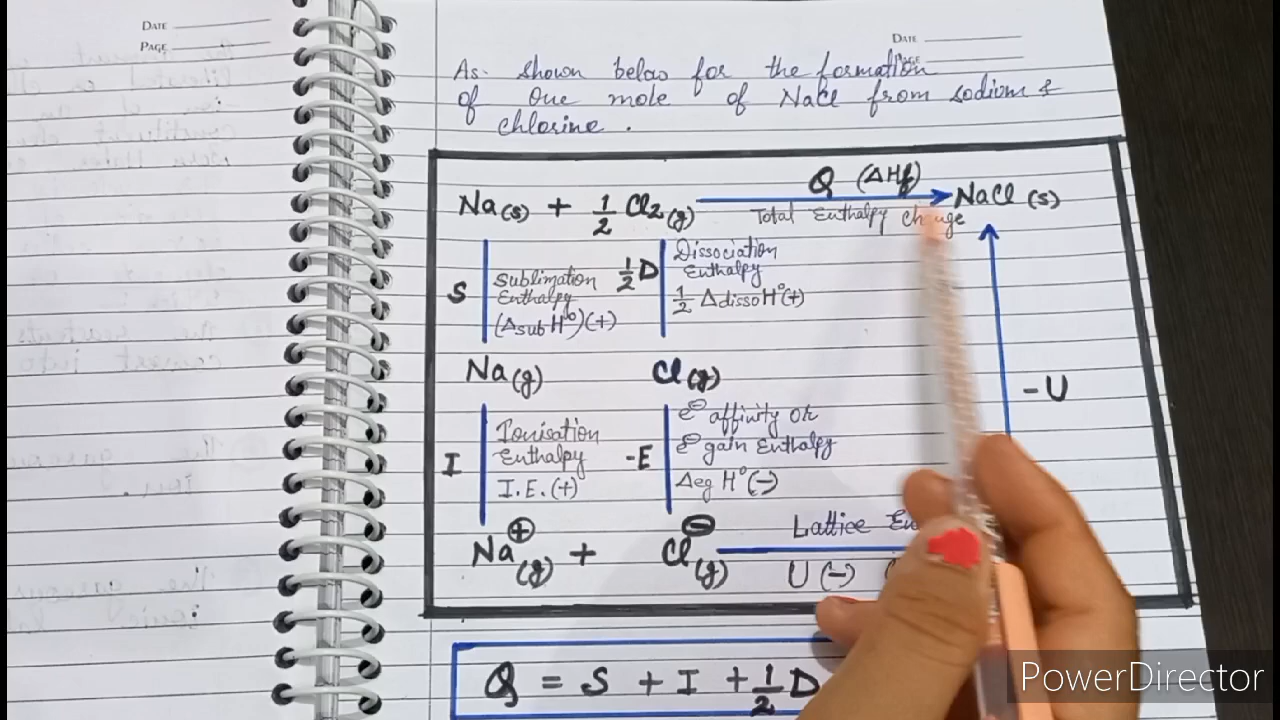 DATE
PAGE
DATE
As shown below for the formation
of one mole of NaCl from sodium &
chlorine.
Q (ΔHf)
Na(s) + 1/2 Cl2(g) NaCl (s)
Total Enthalpy change
S Sublimation Enthalpy (ΔsubH°)(+)
1/2 D Dissociation Enthalpy 1/2 ΔdissoH°(+)
Na(g) Cl(g)
-U
I Ionisation Enthalpy I.E.(+)
-E e⊖ affinity or e⊖ gain Enthalpy ΔegH°(-)
Na⊕(g) + Cl⊖(g)
Lattice
U(-)
Q = S + I + 1/2 D
PowerDirector